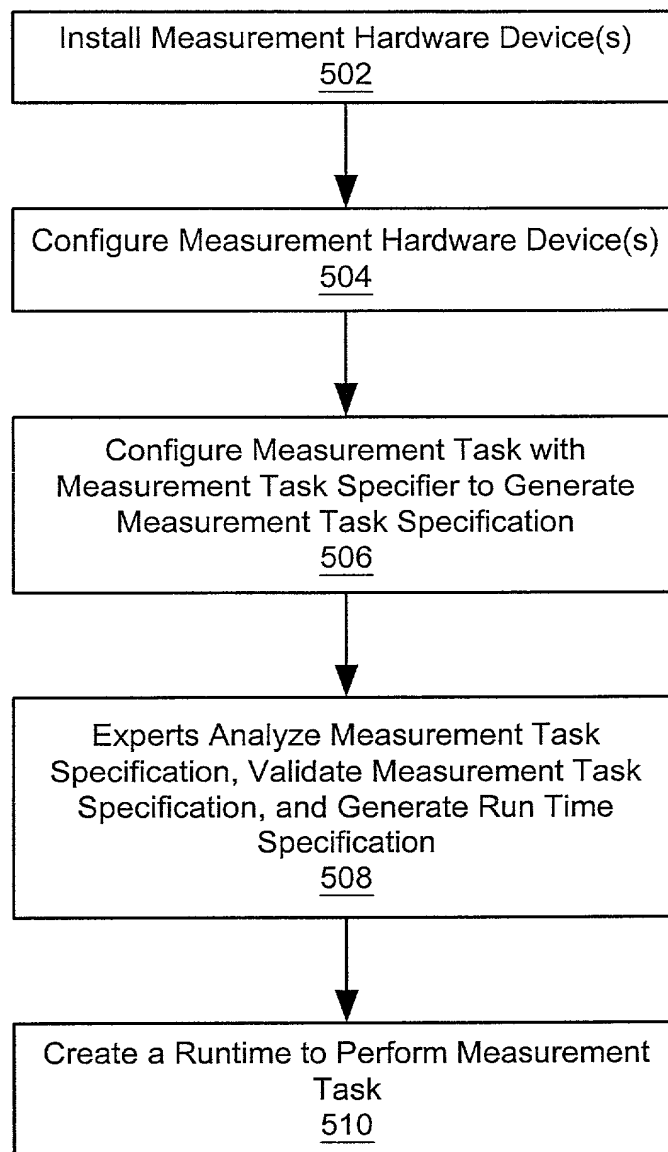 Install Measurement Hardware Device(s)
502
Configure Measurement Hardware Device(s)
504
Configure Measurement Task with
Measurement Task Specifier to Generate
Measurement Task Specification
506
Experts Analyze Measurement Task
Specification, Validate Measurement Task
Specification, and Generate Run Time
Specification
508
Create a Runtime to Perform Measurement
Task
510